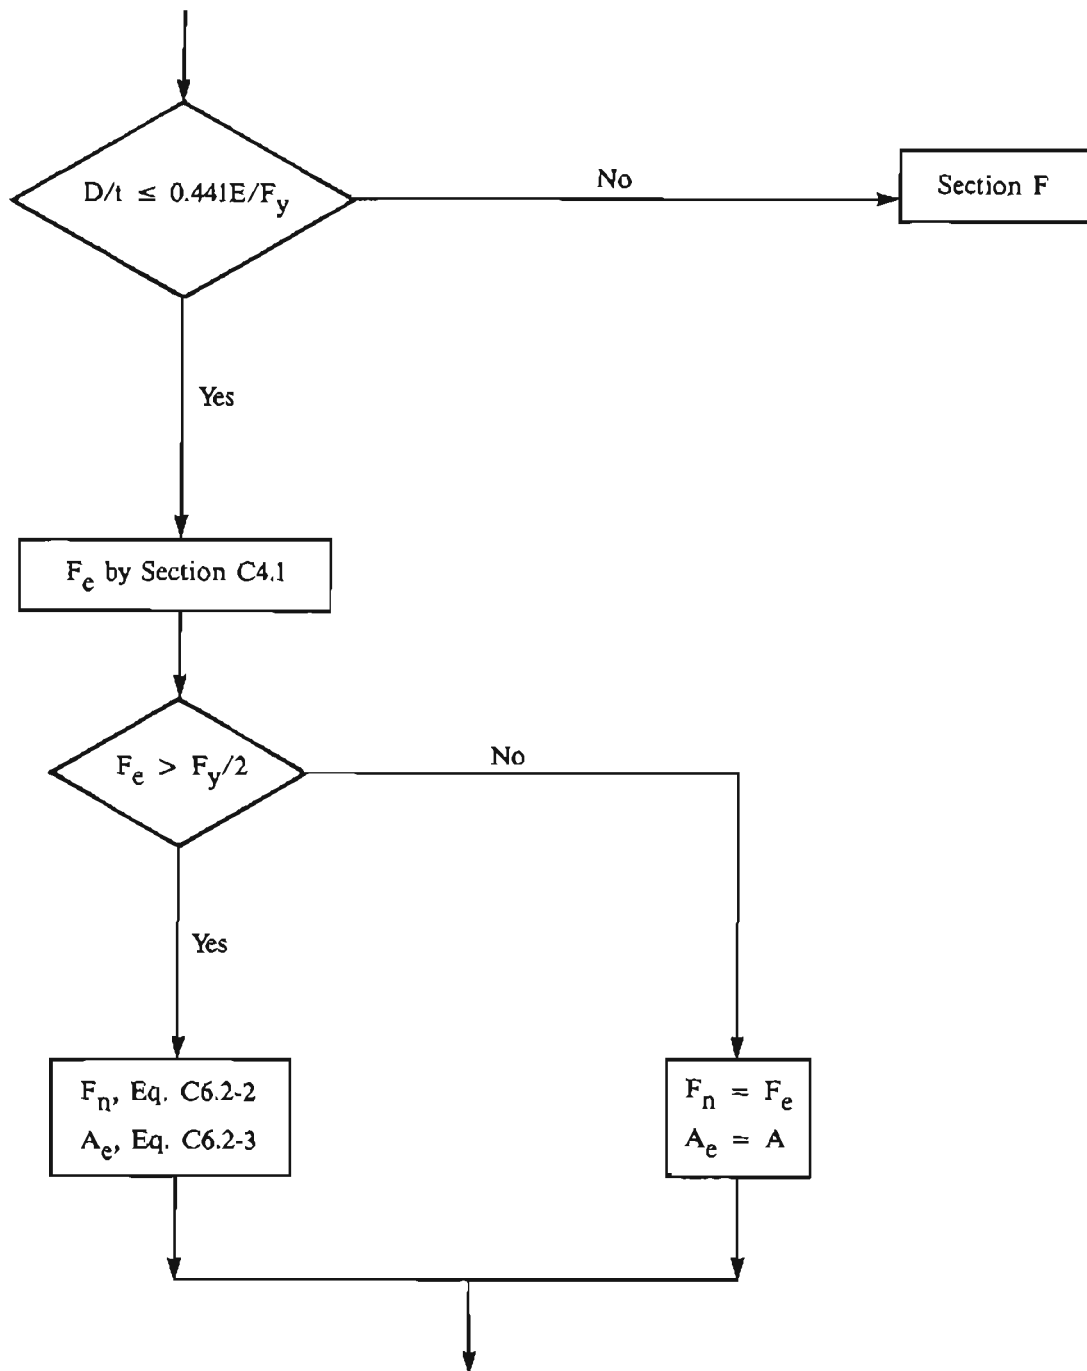 D/t ≤ 0.441E/Fy
No
Section F
Yes
Fe by Section C4.1
Fe > Fy/2
No
Yes
Fn, Eq. C6.2-2
Ae, Eq. C6.2-3
Fn = Fe
Ae = A